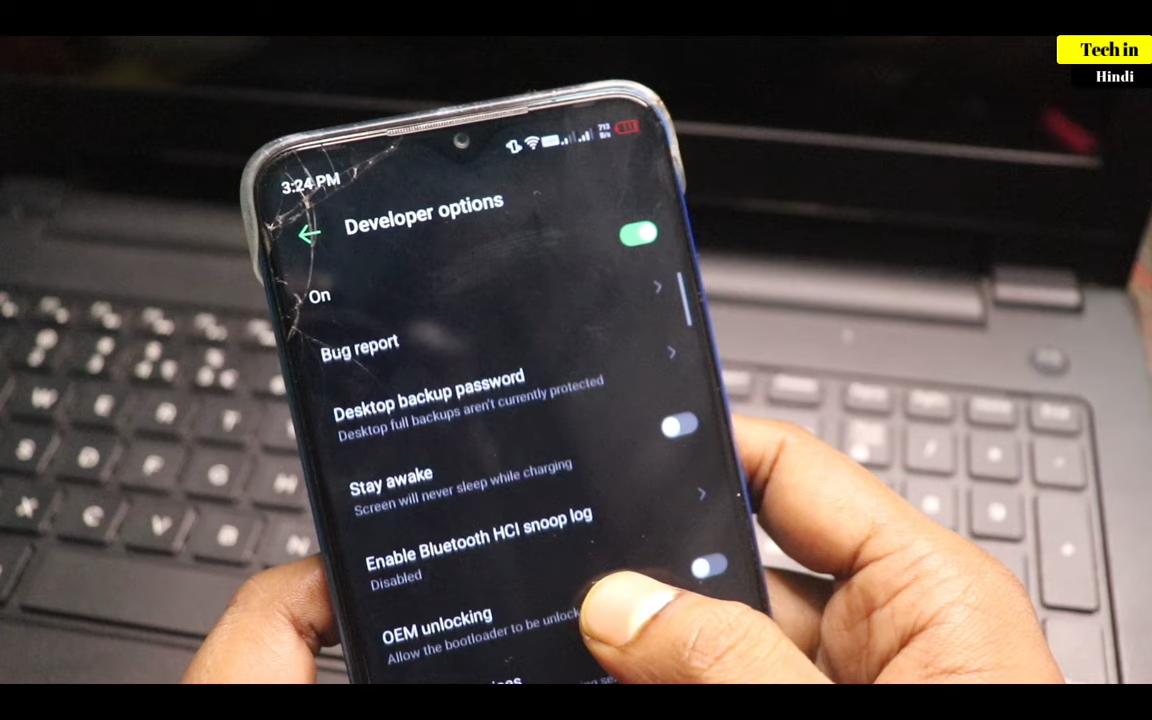 Tech in
Hindi
713
B/s
3:24 PM
Developer options
On
Bug report
Desktop backup password
Desktop full backups aren't currently protected
Stay awake
Screen will never sleep while charging
Enable Bluetooth HCI snoop log
Disabled
OEM unlocking
Allow the bootloader to be